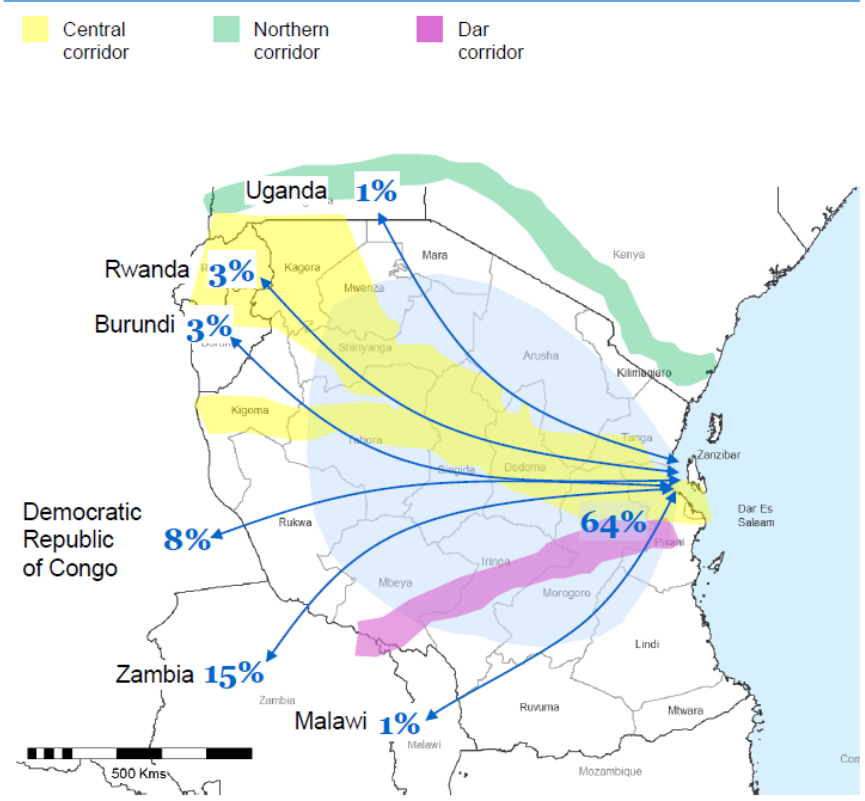 Central
corridor
Northern
corridor
Dar
corridor
Uganda 1%
Kenya
Mara
Rwanda 3%
Kagera
Mwanza
Burundi 3%
Shinyanga
Arusha
Kilimanjaro
Kigoma
Tabora
Tanga
Zanzibar
Singida
Dodoma
Democratic
Republic
of Congo
8%
Rukwa
64%
Dar Es
Salaam
Pwani
Iringa
Mbeya
Morogoro
Lindi
Zambia 15%
Zambia
Malawi 1%
Ruvuma
Mtwara
Malawi
500 Kms
Mozambique
Com